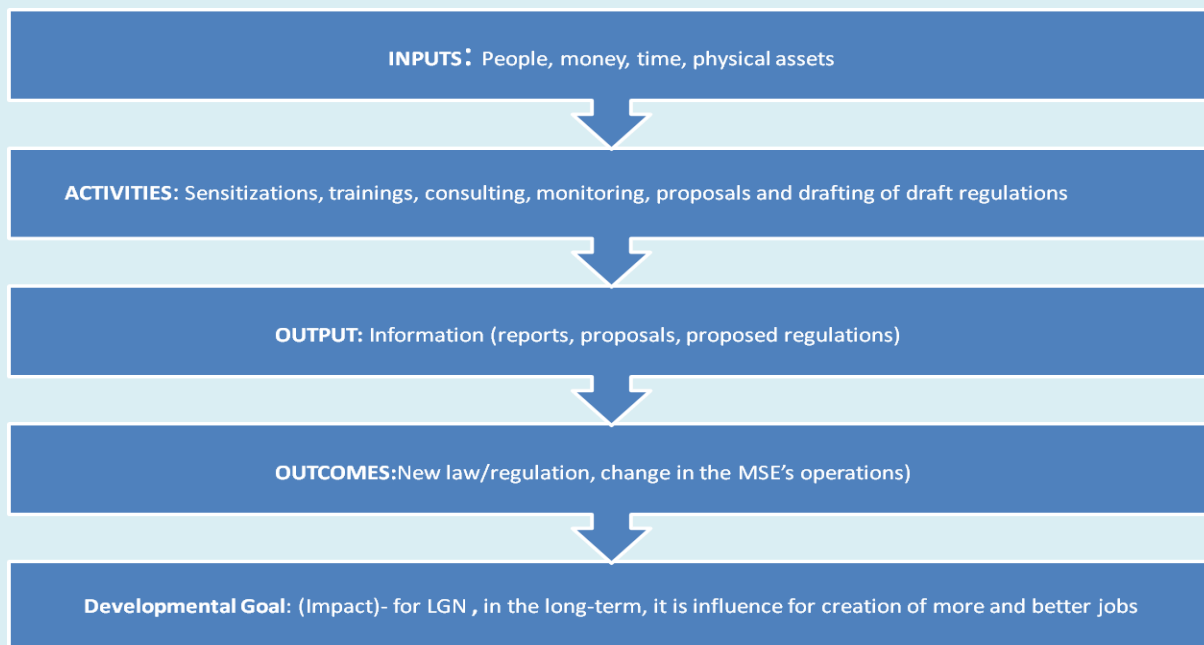 INPUTS: People, money, time, physical assets
ACTIVITIES: Sensitizations, trainings, consulting, monitoring, proposals and drafting of draft regulations
OUTPUT: Information (reports, proposals, proposed regulations)
OUTCOMES:New law/regulation, change in the MSE’s operations)
Developmental Goal: (Impact)- for LGN , in the long-term, it is influence for creation of more and better jobs